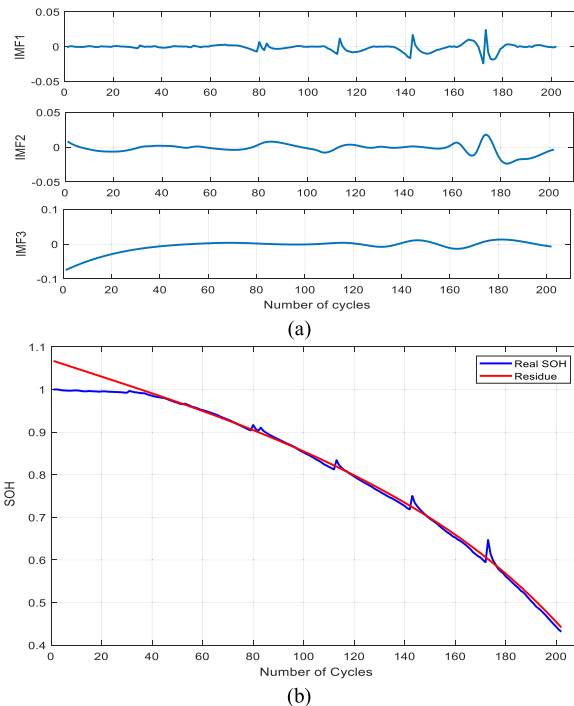 0.05
IMF1
0
-0.05
0 20 40 60 80 100 120 140 160 180 200
0.05
IMF2
0
-0.05
0 20 40 60 80 100 120 140 160 180 200
0.1
IMF3
0
-0.1
0 20 40 60 80 100 120 140 160 180 200
Number of cycles
(a)
1.1
Real SOH
Residue
1
0.9
0.8
SOH
0.7
0.6
0.5
0.4
0 20 40 60 80 100 120 140 160 180 200
Number of Cycles
(b)